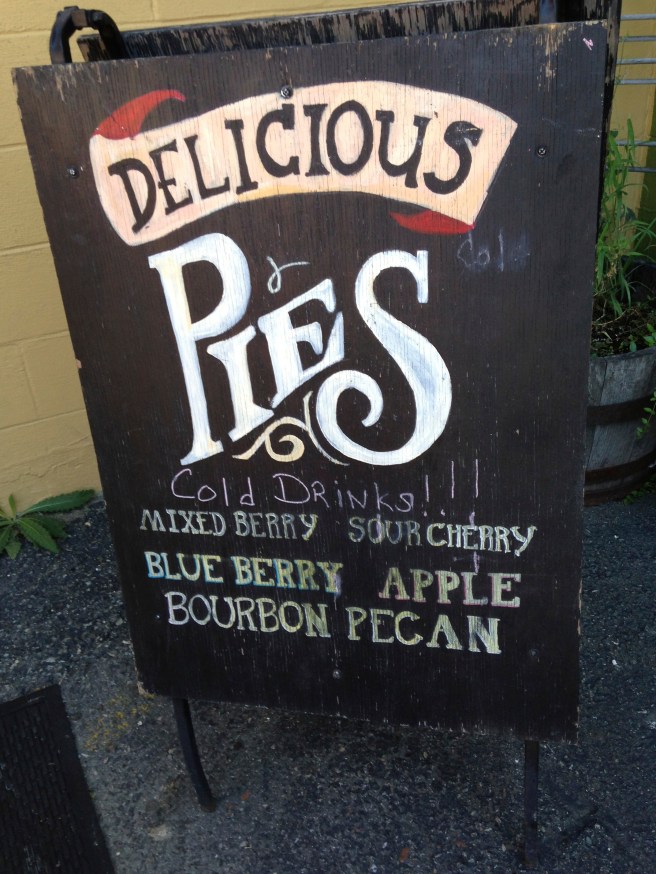 DELICIOUS
PIES
Cold DRINKS!!!
MIXED BERRY SOUR CHERRY
BLUE BERRY APPLE
BOURBON PECAN